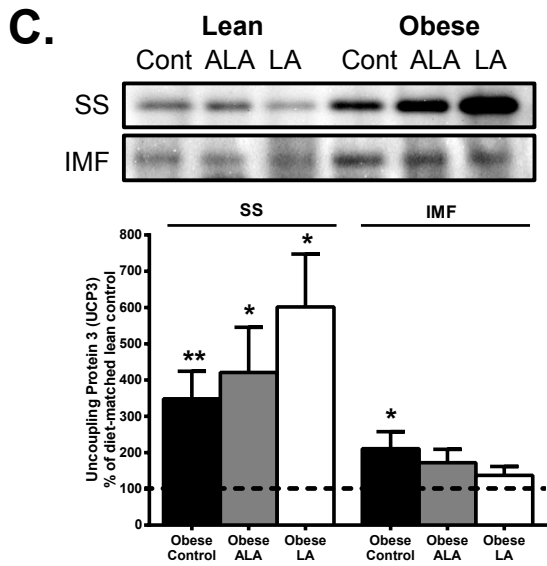 C.
Lean Obese
Cont ALA LA Cont ALA LA
SS
IMF
SS IMF
Uncoupling Protein 3 (UCP3)
% of diet-matched lean control
800
700
600
500
400
300
200
100
0
** * * *
Obese Control
Obese ALA
Obese LA
Obese Control
Obese ALA
Obese LA